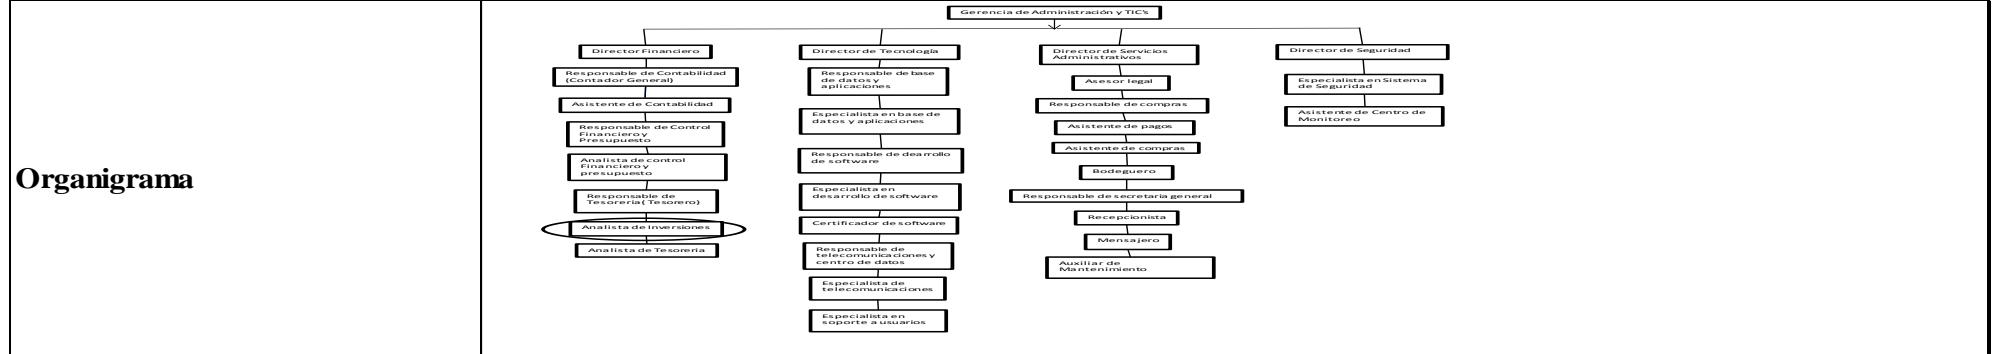 Organigrama
Gerencia de Administración y TIC's
Director Financiero
Responsable de Contabilidad
(Contador General)
Asistente de Contabilidad
Responsable de Control
Financiero y
Presupuesto
Analista de control
Financiero y
presupuesto
Responsable de
Tesorería( Tesorero)
Analista de Inversiones
Analista de Tesorería
Director de Tecnología
Responsable de base
de datos y
aplicaciones
Especialista en base de
datos y aplicaciones
Responsable de dearrollo
de software
Especialista en
desarrollo de software
Certificador de software
Responsable de
telecomunicaciones y
centro de datos
Especialista de
telecomunicaciones
Especialista en
soporte a usuarios
Director de Servicios
Administrativos
Asesor legal
Responsable de compras
Asistente de pagos
Asistente de compras
Bodeguero
Responsable de secretaria general
Recepcionista
Mensajero
Auxiliar de
Mantenimiento
Director de Seguridad
Especialista en Sistema
de Seguridad
Asistente de Centro de
Monitoreo